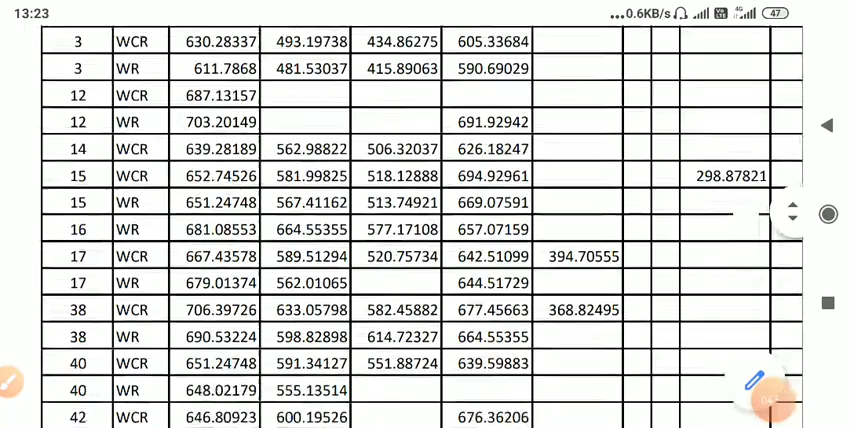 13:23 ...0.6KB/s 4G 47
3 WCR 630.28337 493.19738 434.86275 605.33684
3 WR 611.7868 481.53037 415.89063 590.69029
12 WCR 687.13157
12 WR 703.20149 691.92942
14 WCR 639.28189 562.98822 506.32037 626.18247
15 WCR 652.74526 581.99825 518.12888 694.92961 298.87821
15 WR 651.24748 567.41162 513.74921 669.07591
16 WR 681.08553 664.55355 577.17108 657.07159
17 WCR 667.43578 589.51294 520.75734 642.51099 394.70555
17 WR 679.01374 562.01065 644.51729
38 WCR 706.39726 633.05798 582.45882 677.45663 368.82495
38 WR 690.53224 598.82898 614.72327 664.55355
40 WCR 651.24748 591.34127 551.88724 639.59883
40 WR 648.02179 555.13514
42 WCR 646.80923 600.19526 676.36206